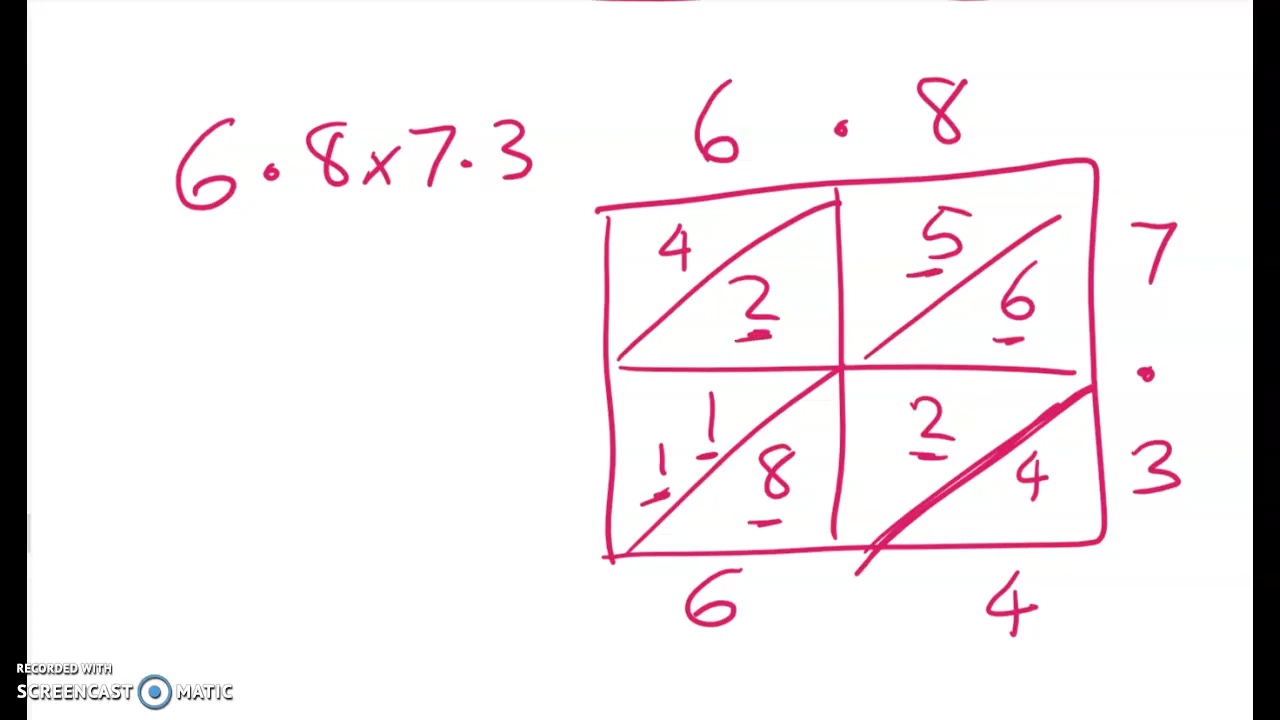 6 . 8
6.8x7.3
4 5 7
2 6
.
1 2
1 8 4 3
6 4
RECORDED WITH
SCREENCAST MATIC